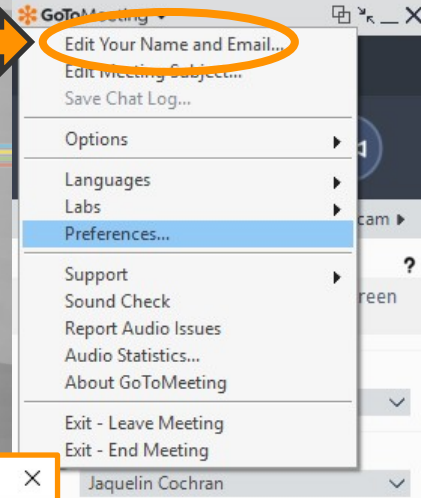 GoToMeeting
Edit Your Name and Email...
Edit Meeting Subject...
Save Chat Log...
Options
Languages
Labs
cam
Preferences...
?
Support
reen
Sound Check
Report Audio Issues
Audio Statistics...
About GoToMeeting
Exit - Leave Meeting
Exit - End Meeting
Jaquelin Cochran